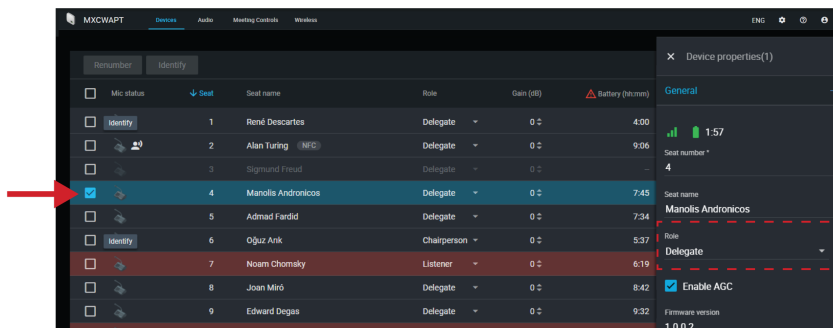 MXCWAPT Devices Audio Meeting Controls Wireless ENG
Renumber Identify
Device properties(1)
Mic status Seat Seat name Role Gain (dB) Battery (hh:mm)
General
Identify 1 René Descartes Delegate 0 4:00
1:57
2 Alan Turing NFC Delegate 0 9:06
Seat number *
3 Sigmund Freud Delegate 0 –
4
4 Manolis Andronicos Delegate 0 7:45
Seat name
Manolis Andronicos
5 Admad Fardid Delegate 0 7:34
Role
Identify 6 Oğuz Ank Chairperson 0 5:37
Delegate
7 Noam Chomsky Listener 0 6:19
8 Joan Miró Delegate 0 8:42
Enable AGC
9 Edward Degas Delegate 0 9:32
Firmware version
1.0.0.2